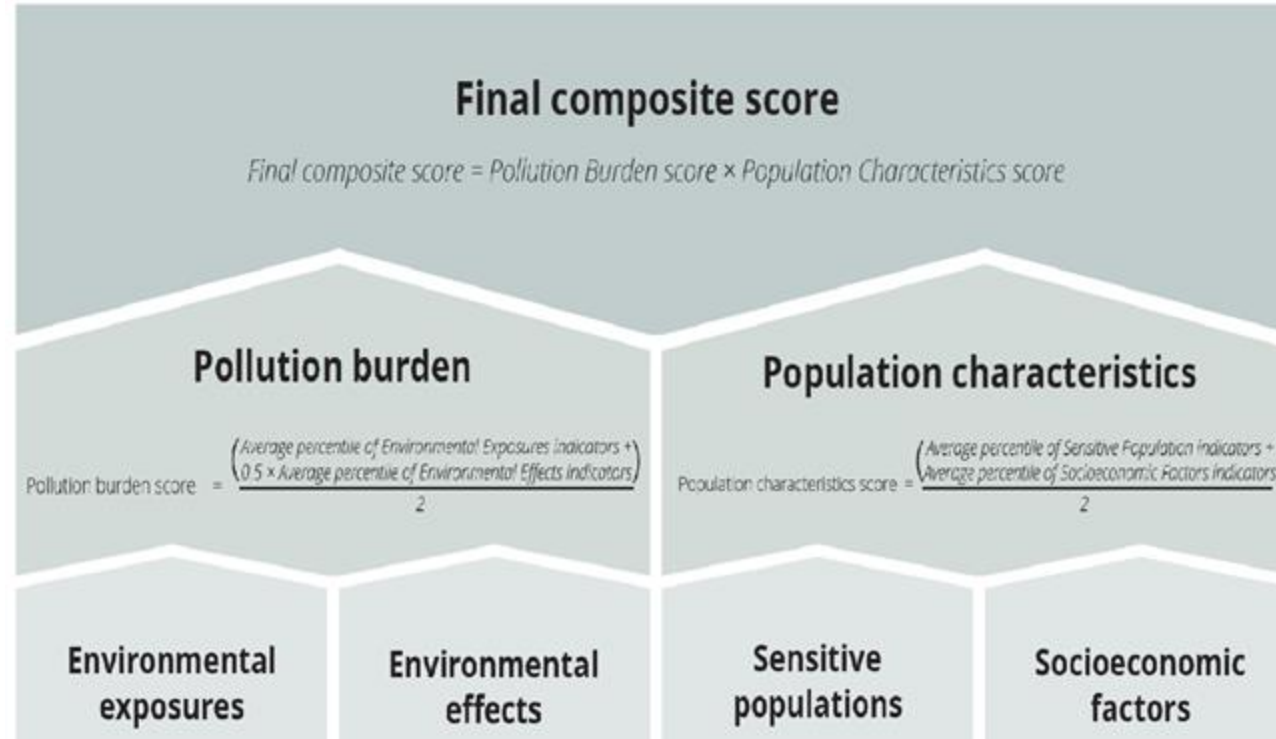 Final composite score
Final composite score = Pollution Burden score × Population Characteristics score
Pollution burden
Pollution burden score = (Average percentile of Environmental Exposures indicators +
0.5 × Average percentile of Environmental Effects indicators)
2
Population characteristics
Population characteristics score = (Average percentile of Sensitive Population indicators +
Average percentile of Socioeconomic Factors indicators
2
Environmental
exposures
Environmental
effects
Sensitive
populations
Socioeconomic
factors